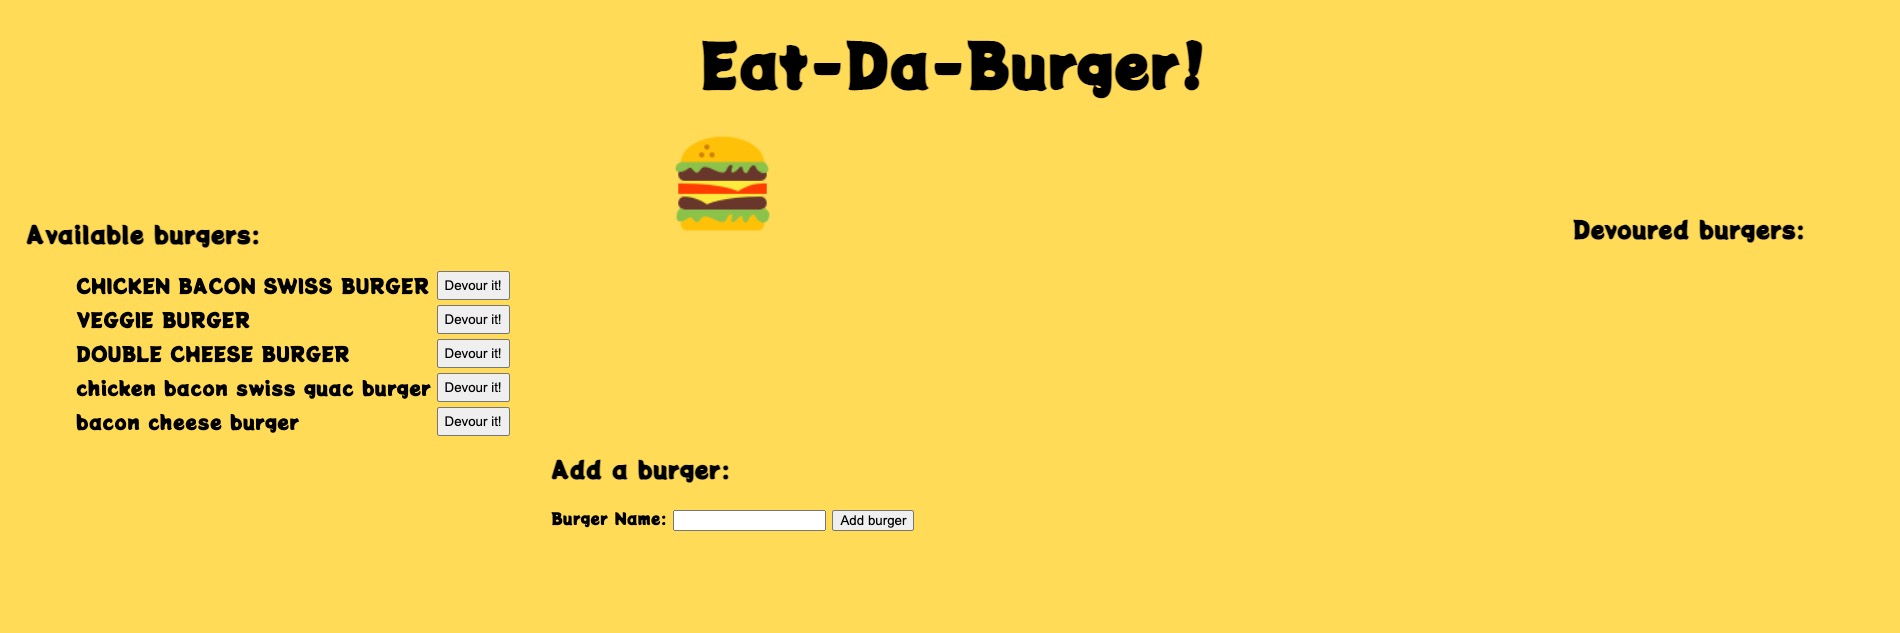 Eat-Da-Burger!
Available burgers:
Devoured burgers:
CHICKEN BACON SWISS BURGER Devour it!
VEGGIE BURGER Devour it!
DOUBLE CHEESE BURGER Devour it!
chicken bacon swiss guac burger Devour it!
bacon cheese burger Devour it!
Add a burger:
Burger Name: Add burger